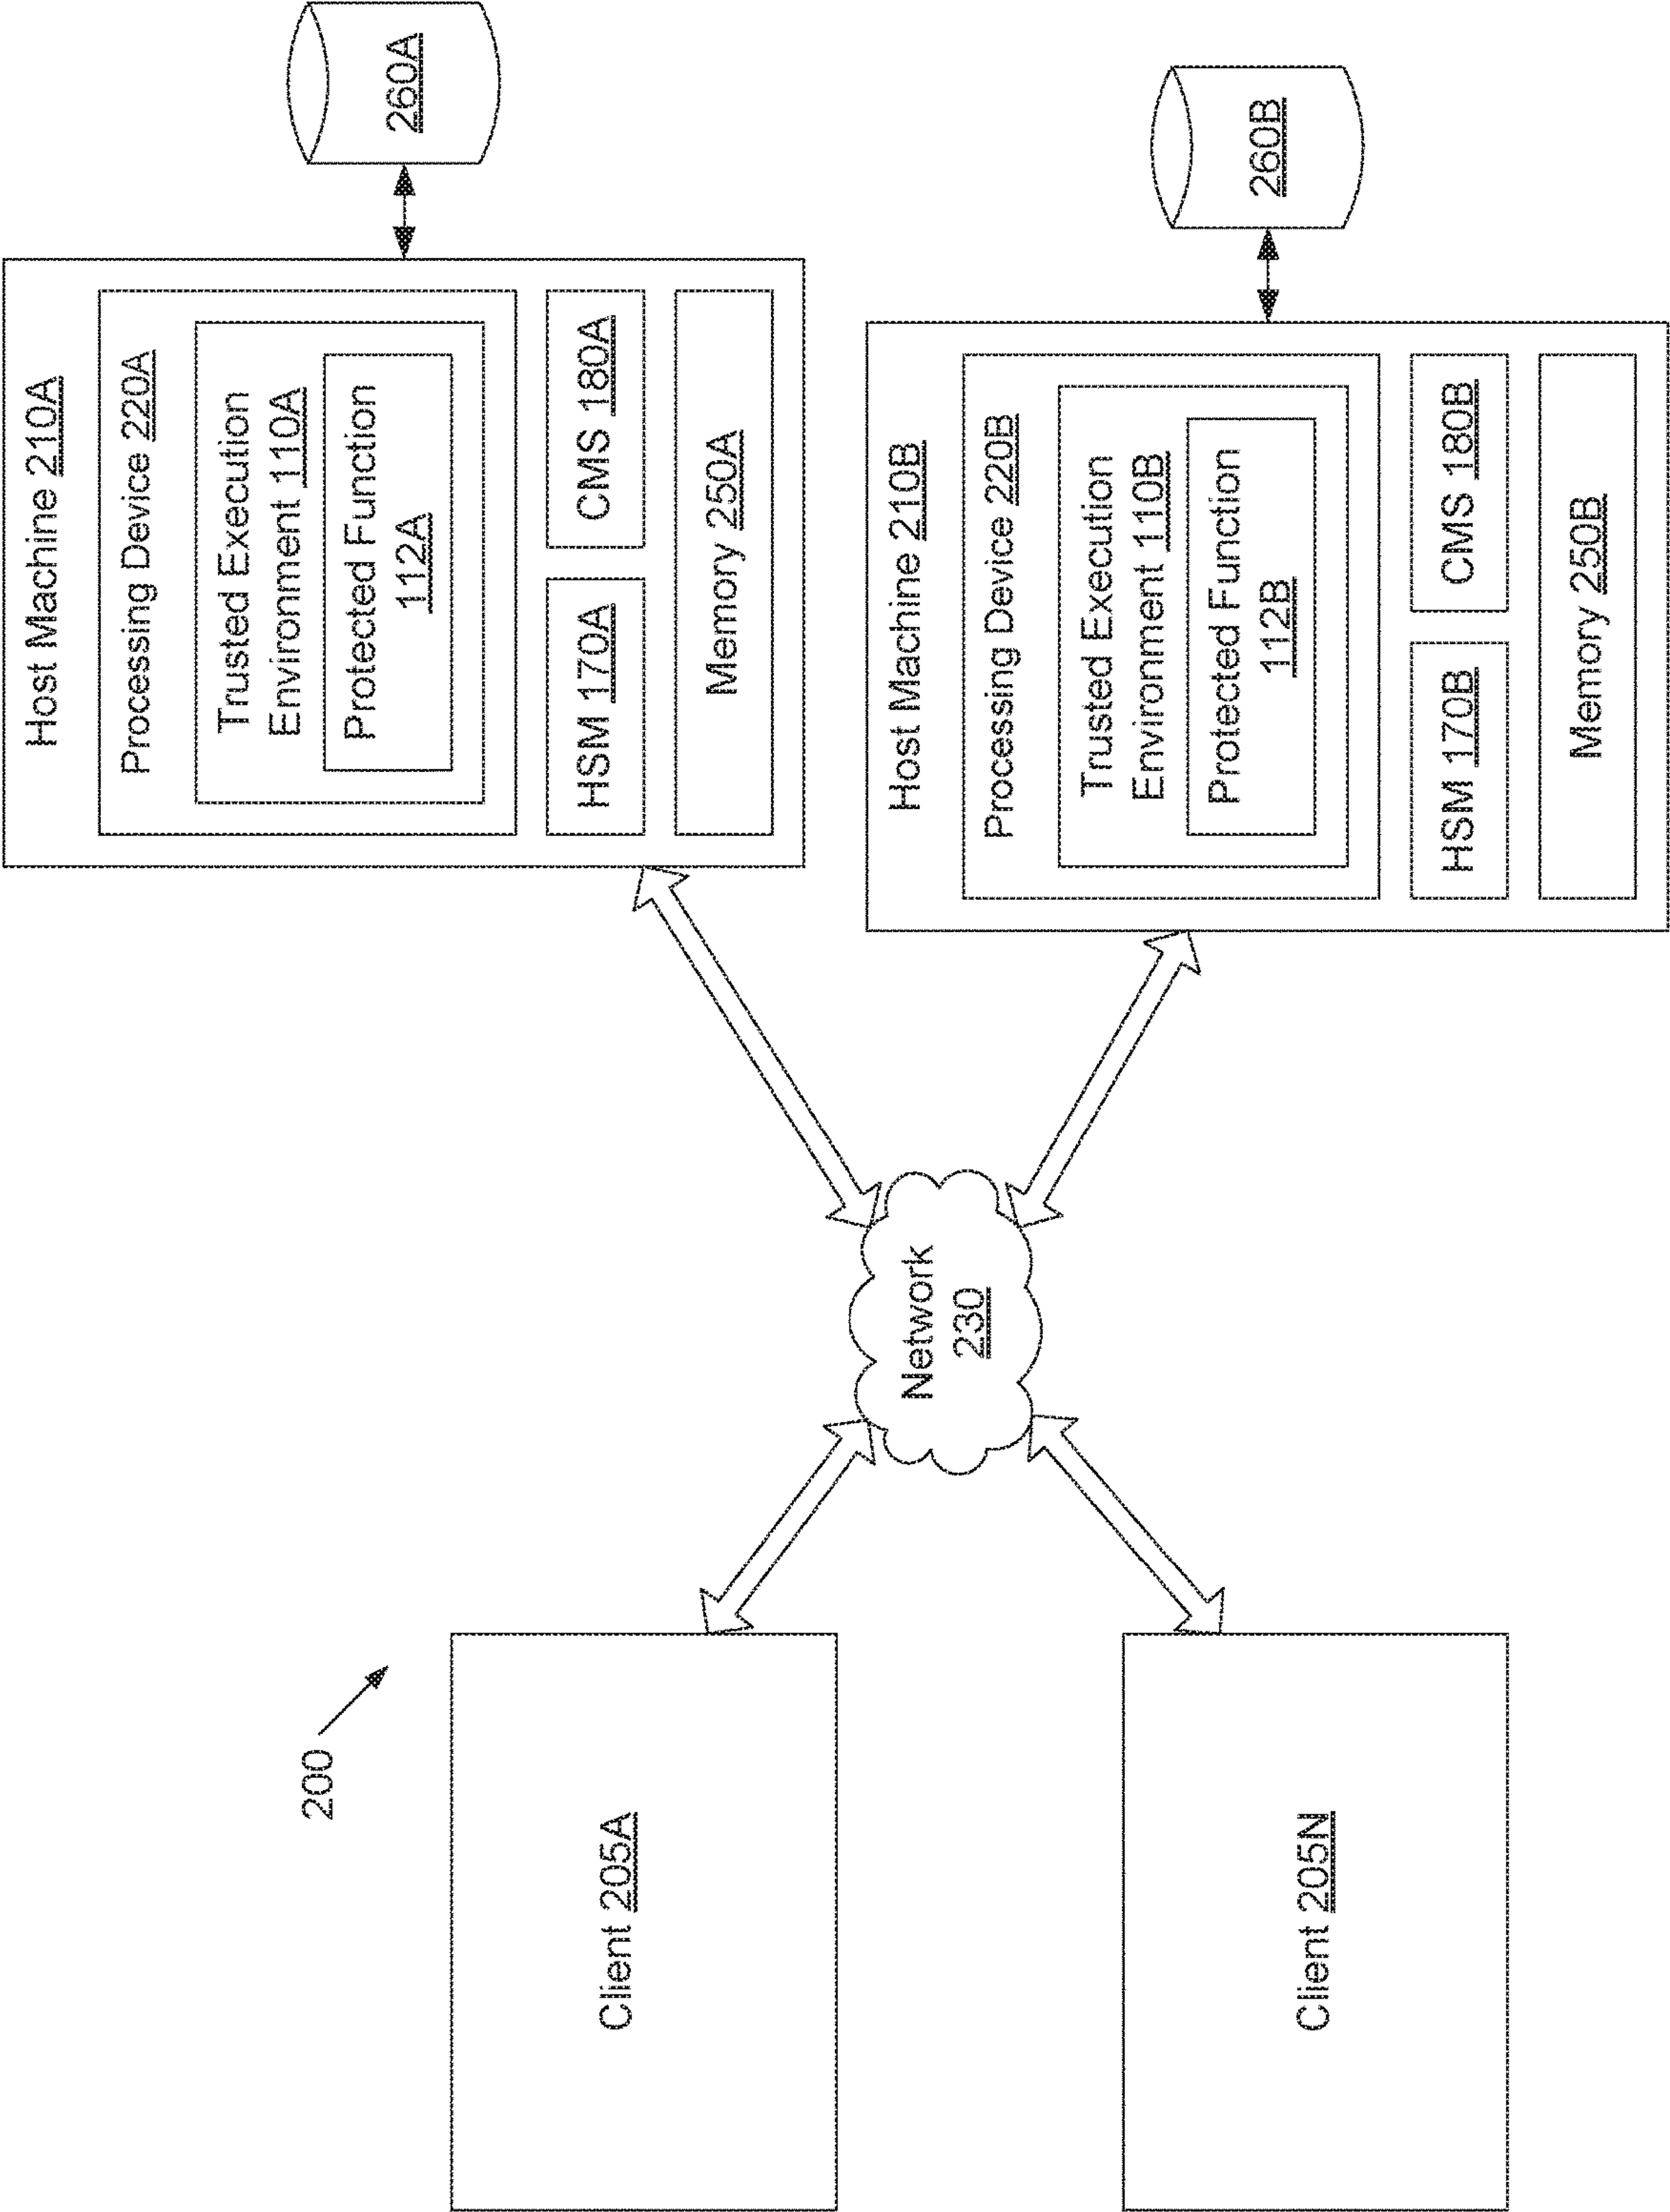 200
Client 205A
Client 205N
Network
230
Host Machine 210A
Processing Device 220A
Trusted Execution
Environment 110A
Protected Function
112A
HSM 170A
CMS 180A
Memory 250A
260A
Host Machine 210B
Processing Device 220B
Trusted Execution
Environment 110B
Protected Function
112B
HSM 170B
CMS 180B
Memory 250B
260B